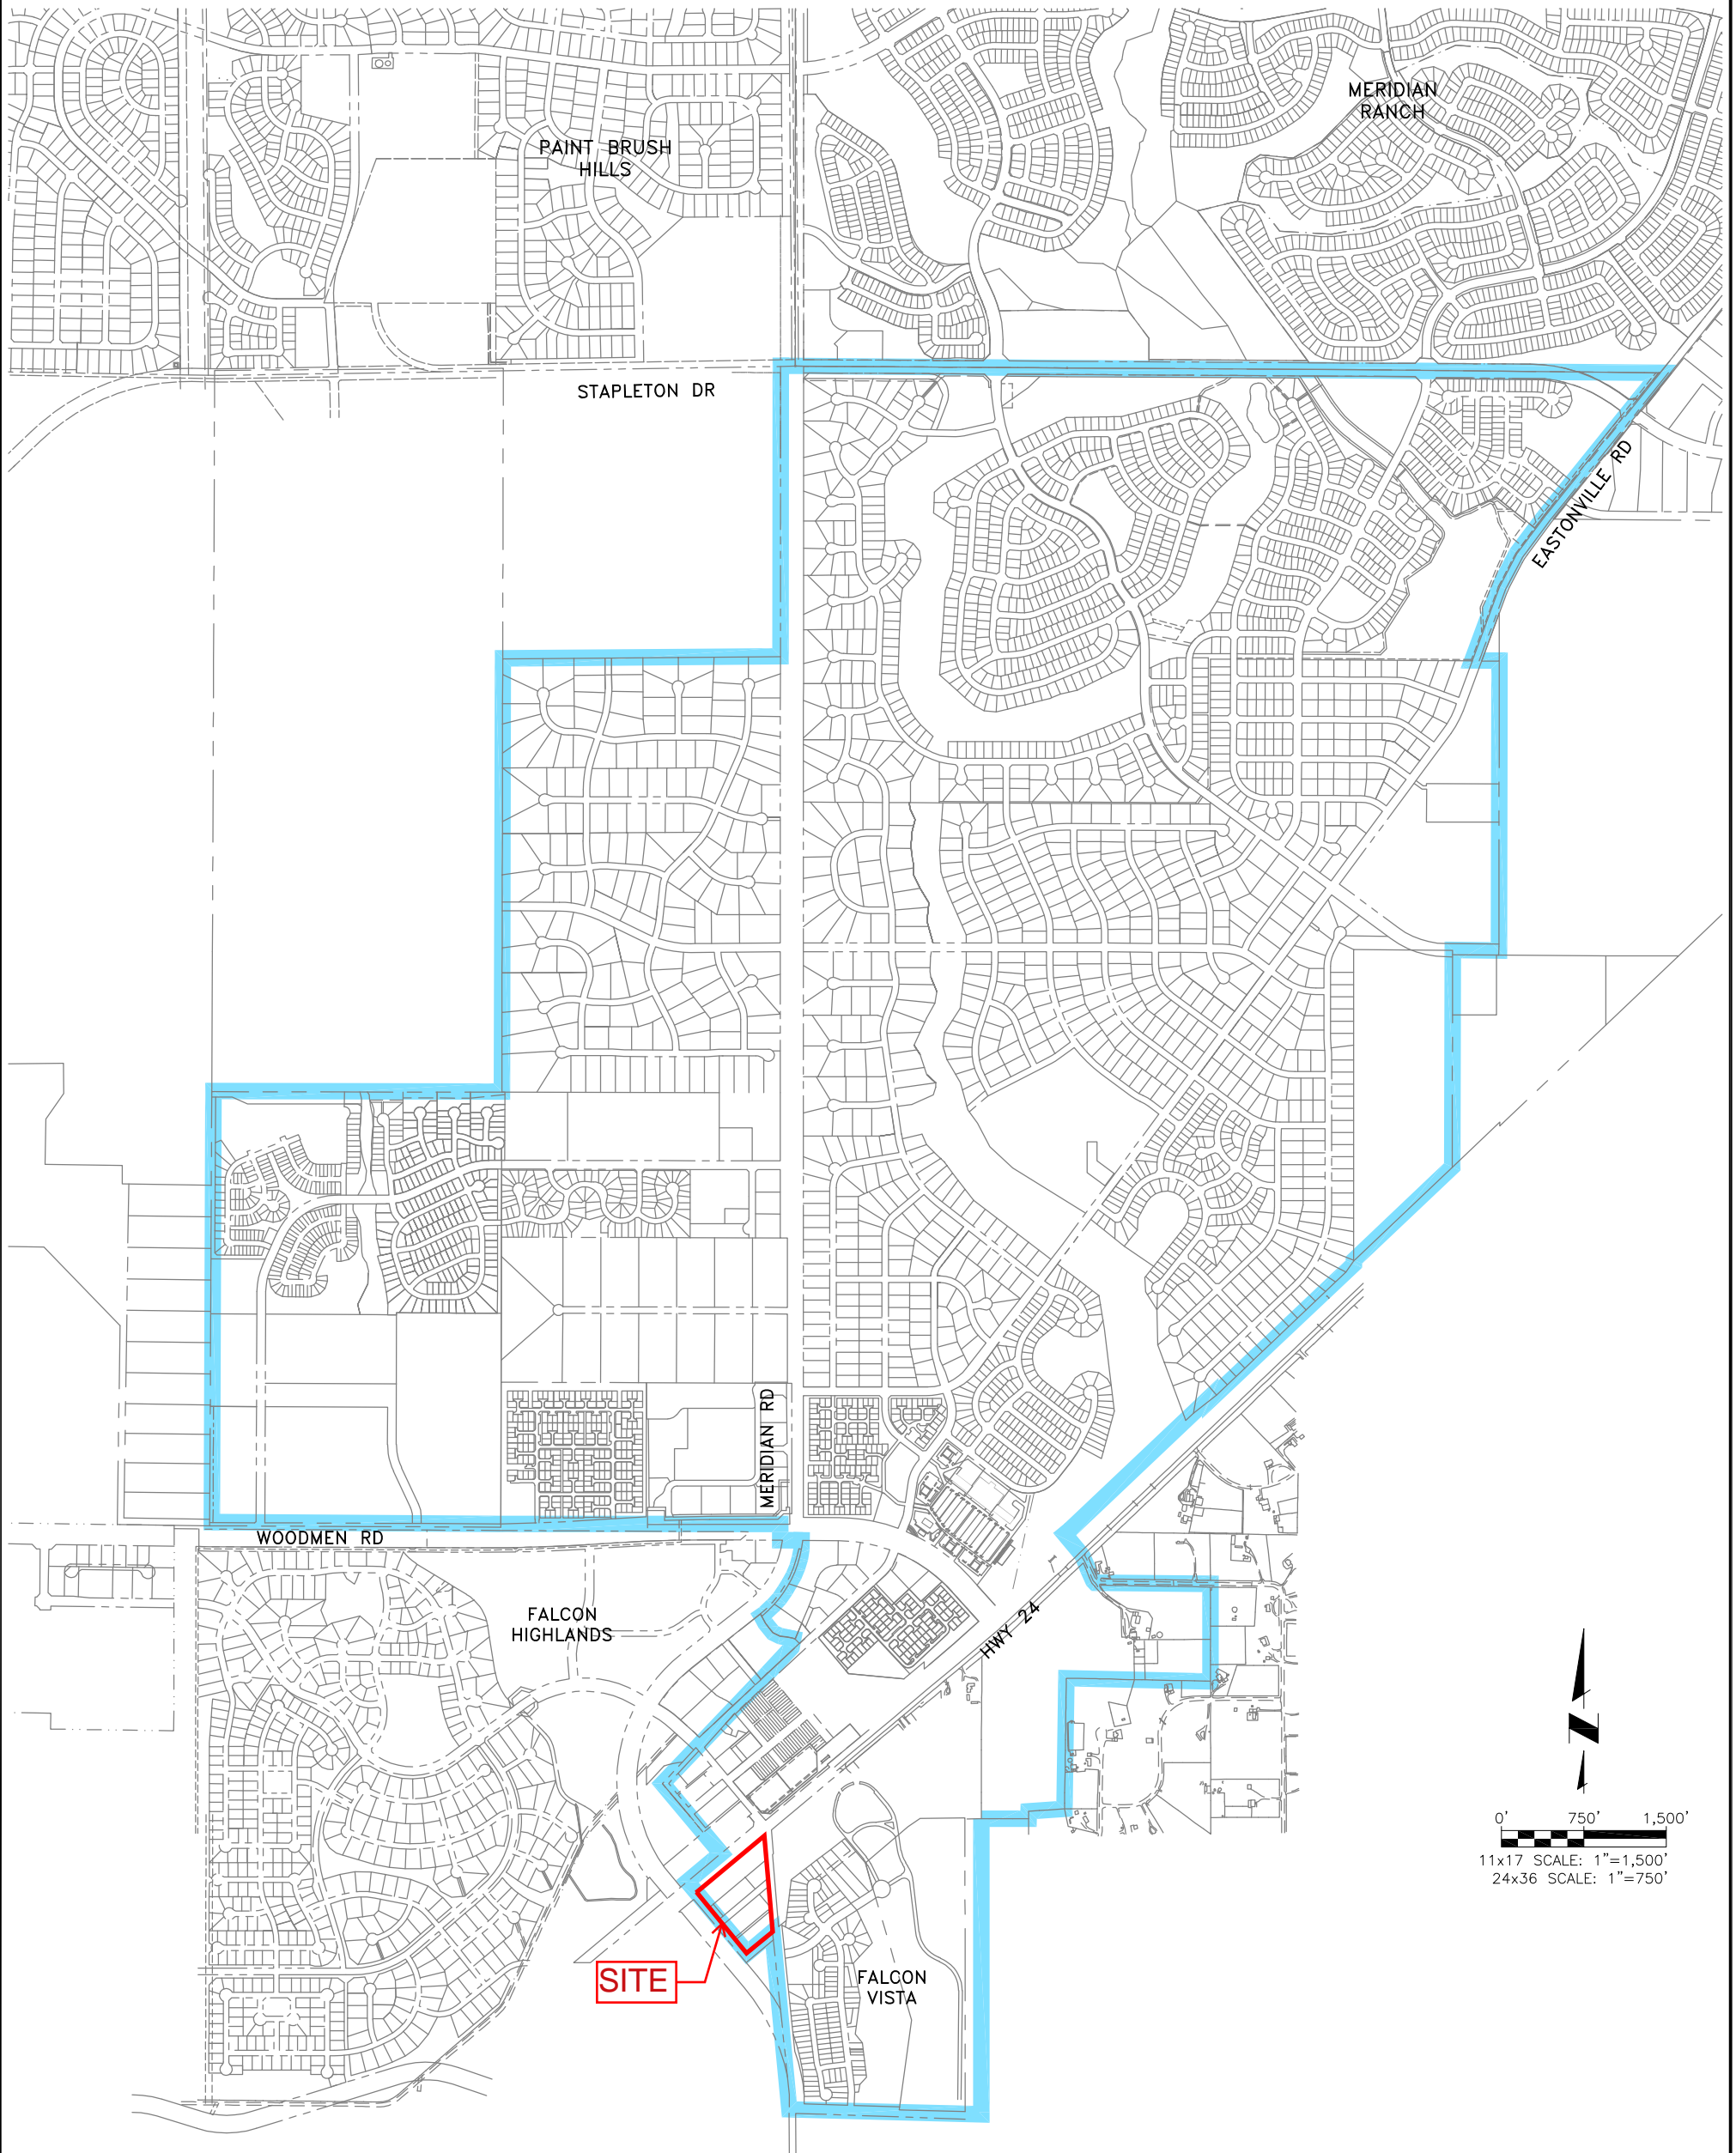 MERIDIAN
RANCH
PAINT BRUSH
HILLS
STAPLETON DR
EASTONVILLE RD
MERIDIAN RD
WOODMEN RD
FALCON
HIGHLANDS
HWY 24
N
0' 750' 1,500'
11x17 SCALE: 1"=1,500'
24x36 SCALE: 1"=750'
SITE
FALCON
VISTA